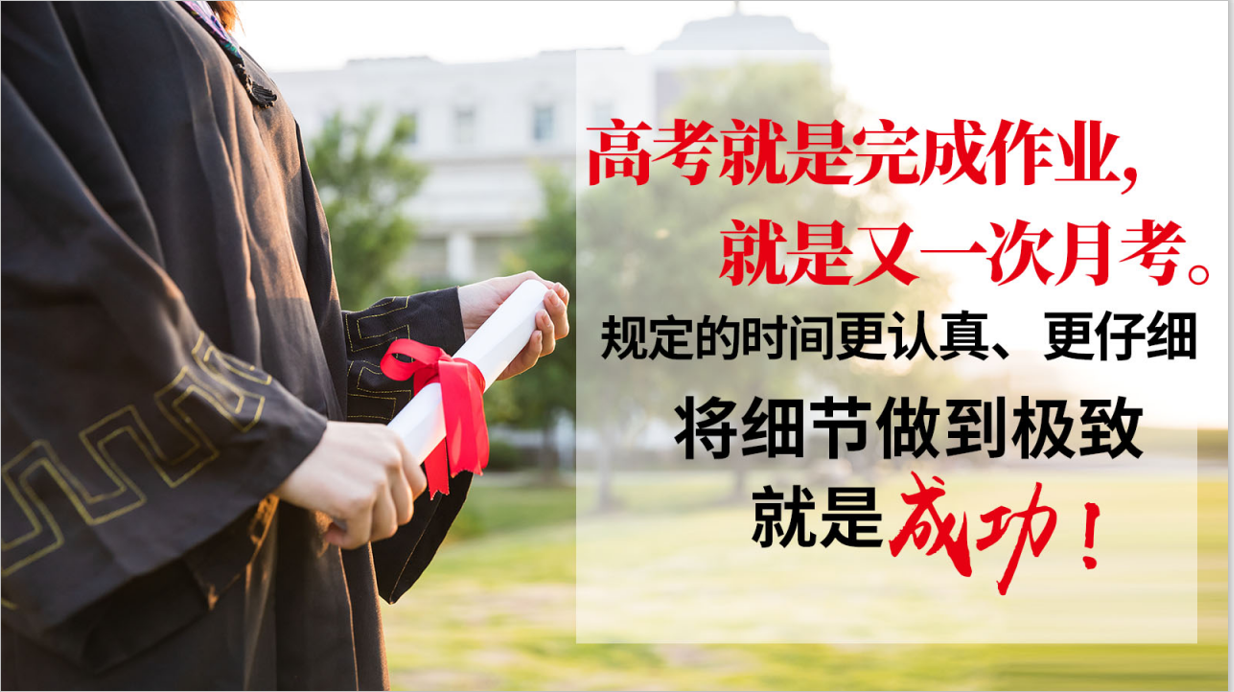 高考就是完成作业，
就是又一次月考。
规定的时间更认真、更仔细
将细节做到极致
就是成功！